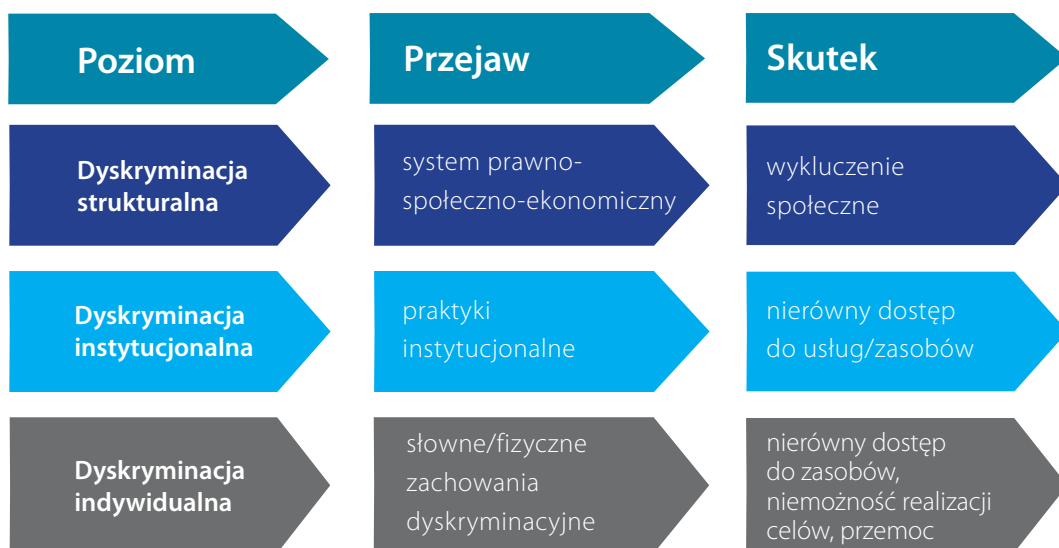 Poziom
Przejaw
Skutek
Dyskryminacja
strukturalna
system prawno-
społeczno-ekonomiczny
wykluczenie
społeczne
Dyskryminacja
instytucjonalna
praktyki
instytucjonalne
nierówny dostęp
do usług/zasobów
Dyskryminacja
indywidualna
słowne/fizyczne
zachowania
dyskryminacyjne
nierówny dostęp
do zasobów,
niemożność realizacji
celów, przemoc